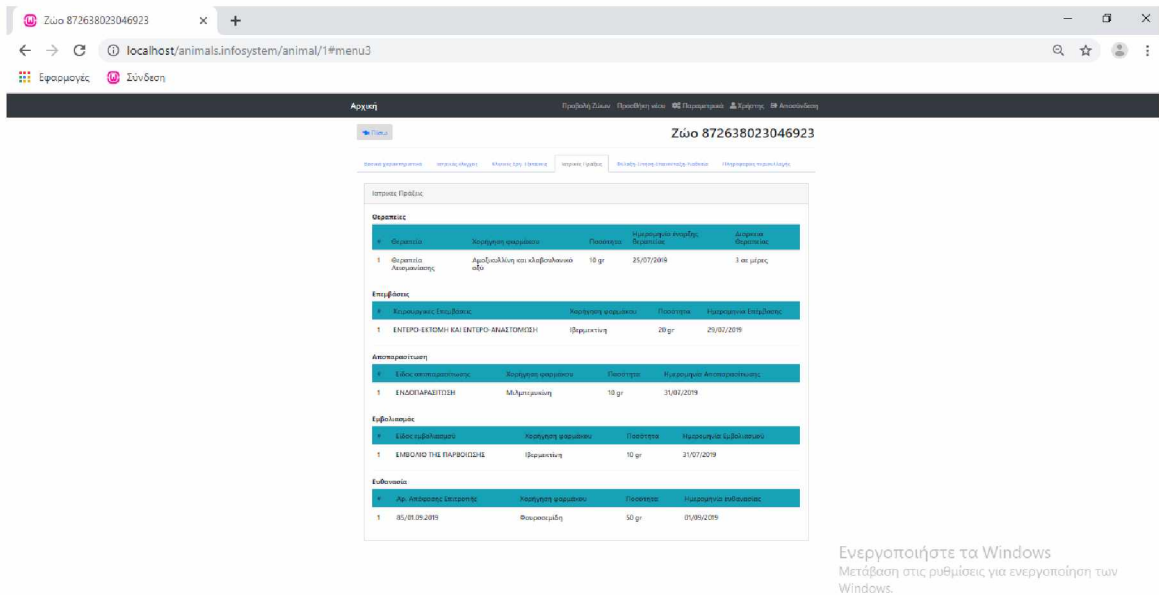 Ζώο 872638023046923
localhost/animals.infosystem/animal/1#menu3
Εφαρμογές Σύνδεση
Αρχική Προβολή Ζώων Προσθήκη νέου Παραμετρικά Χρήστης Αποσύνδεση
Πίσω Ζώο 872638023046923
Ιατρικές Πράξεις
Ιατρικές Πράξεις
Θεραπείες
# Θεραπεία Χορήγηση φαρμάκου Ποσότητα Ημερομηνία έναρξης θεραπείας Διάρκεια θεραπείας
1 Θεραπεία Λεισμανίασης Αμοξυκιλλίνη και κλαβουλανικό οξύ 10 gr 25/07/2019 3 σε μέρες
Επεμβάσεις
# Χειρουργικές Επεμβάσεις Χορήγηση φαρμάκου Ποσότητα Ημερομηνία Επέμβασης
1 ΕΝΤΕΡΟ-ΕΚΤΟΜΗ ΚΑΙ ΕΝΤΕΡΟ-ΑΝΑΣΤΟΜΩΣΗ Ιβερμεκτίνη 20 gr 29/07/2019
Αποπαρασίτωση
# Είδος αποπαρασίτωσης Χορήγηση φαρμάκου Ποσότητα Ημερομηνία Αποπαρασίτωσης
1 ΕΝΔΟΠΑΡΑΣΙΤΩΣΗ 10 gr 31/07/2019
Εμβολιασμός
# Είδος εμβολιασμού Χορήγηση φαρμάκου Ποσότητα Ημερομηνία Εμβολιασμού
1 ΕΜΒΟΛΙΟ ΤΗΣ ΠΑΡΒΟΙΩΣΗΣ Ιβερμεκτίνη 10 gr 31/07/2019
Ευθανασία
# Αρ. Απόφασης Επιτροπής Χορήγηση φαρμάκου Ποσότητα Ημερομηνία ευθανασίας
1 85/01.09.2019 Φουροσεμίδη 50 gr 01/09/2019
Ενεργοποιήστε τα Windows
Μετάβαση στις ρυθμίσεις για ενεργοποίηση των
Windows.